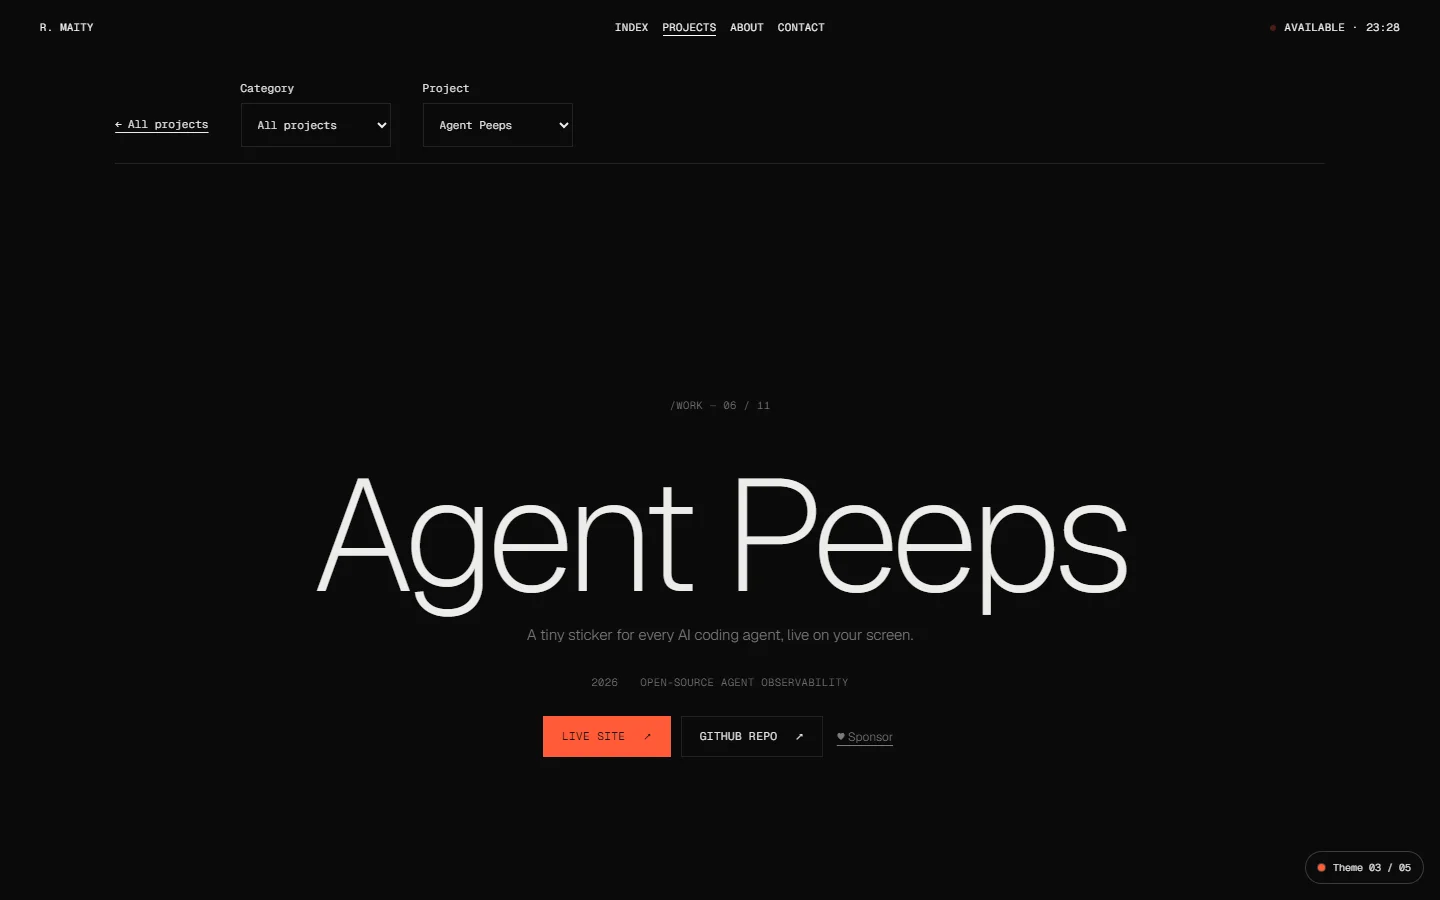 R. MAITY
INDEX PROJECTS ABOUT CONTACT
AVAILABLE · 23:28
Category
Project
← All projects
All projects
Agent Peeps
/WORK — 06 / 11
Agent Peeps
A tiny sticker for every AI coding agent, live on your screen.
2026 OPEN-SOURCE AGENT OBSERVABILITY
LIVE SITE ↗
GITHUB REPO ↗
♥ Sponsor
Theme 03 / 05